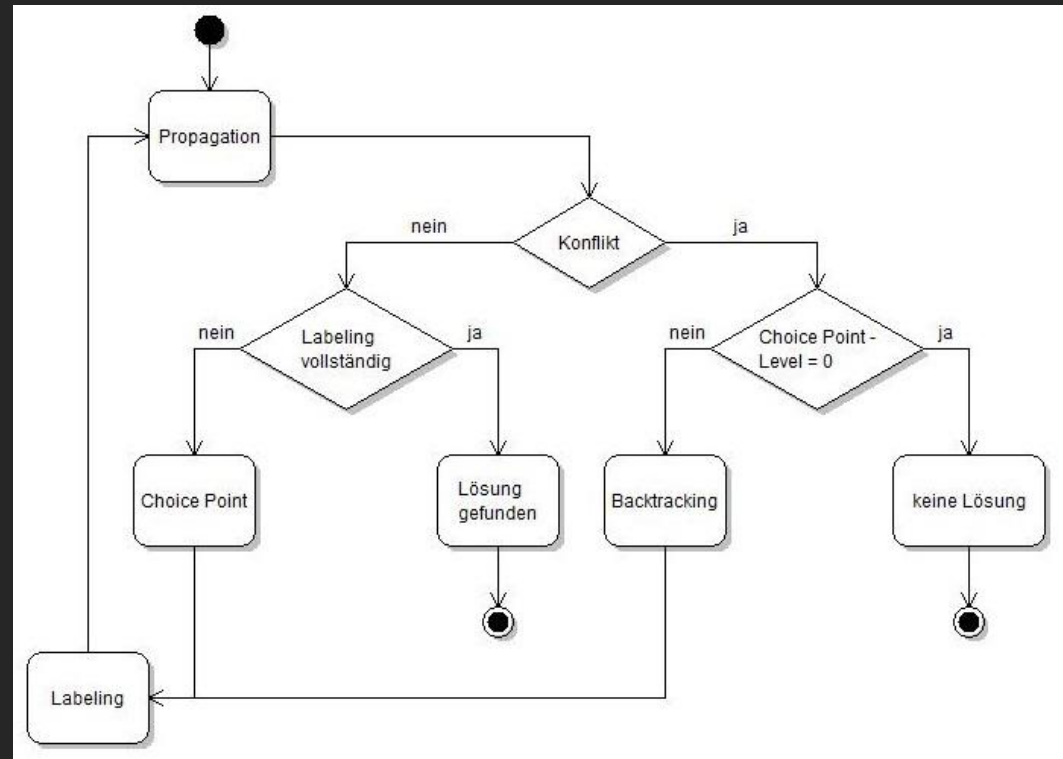 Propagation
Konflikt
nein
ja
Labeling
vollständig
nein
ja
Choice Point -
Level = 0
nein
ja
Choice Point
Lösung
gefunden
Backtracking
keine Lösung
Labeling